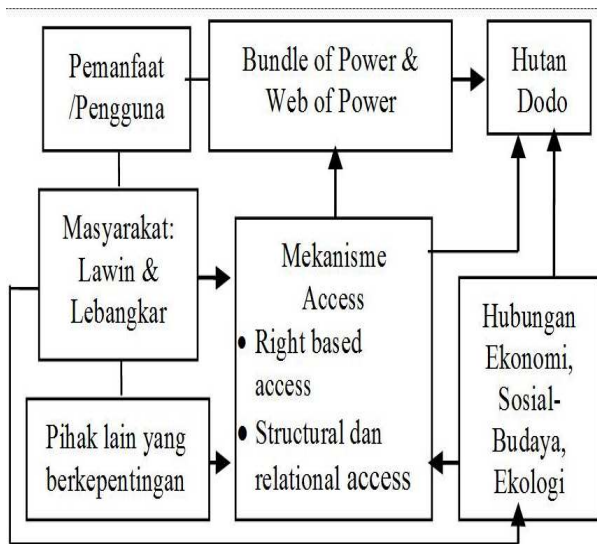 Pemanfaat
/Pengguna
Bundle of Power &
Web of Power
Hutan
Dodo
Masyarakat:
Lawin &
Lebangkar
Mekanisme
Access
• Right based
access
• Structural dan
relational access
Hubungan
Ekonomi,
Sosial-
Budaya,
Ekologi
Pihak lain yang
berkepentingan